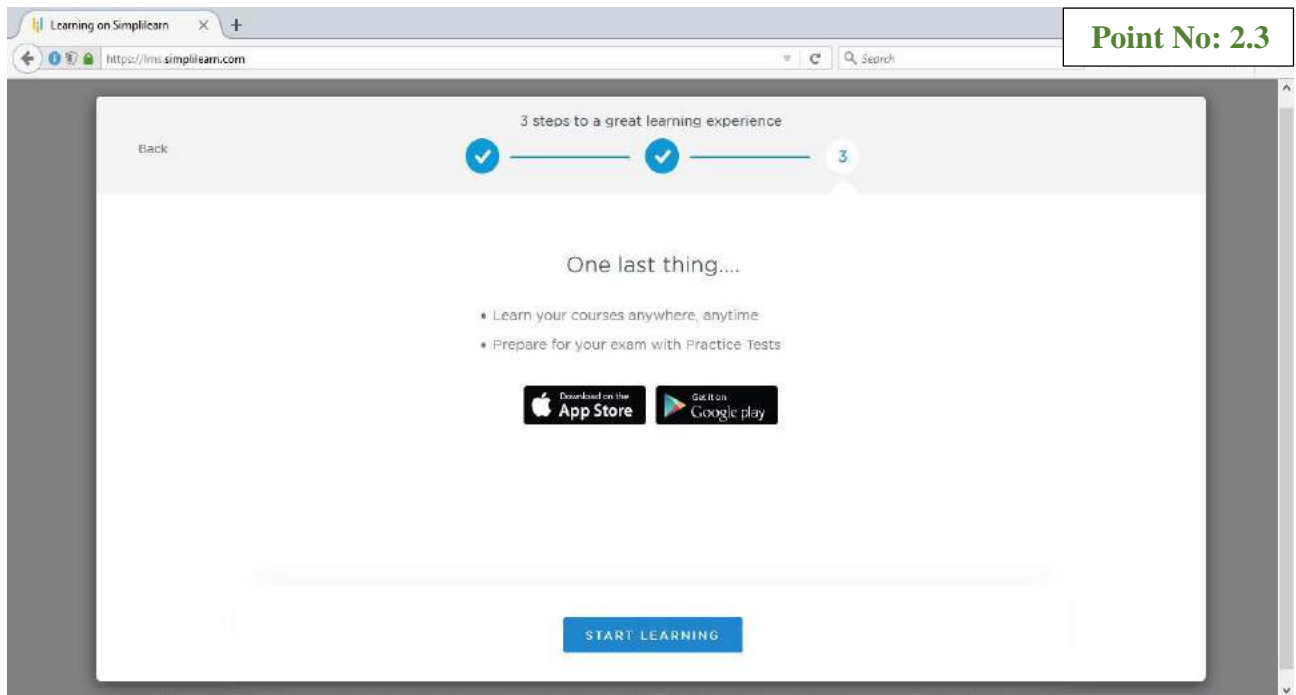 Learning on Simplilearn
Point No: 2.3
https://lms.simplilearn.com
Search
3 steps to a great learning experience
Back
3
One last thing....
• Learn your courses anywhere, anytime
• Prepare for your exam with Practice Tests
Download on the
App Store
Get it on
Google play
START LEARNING